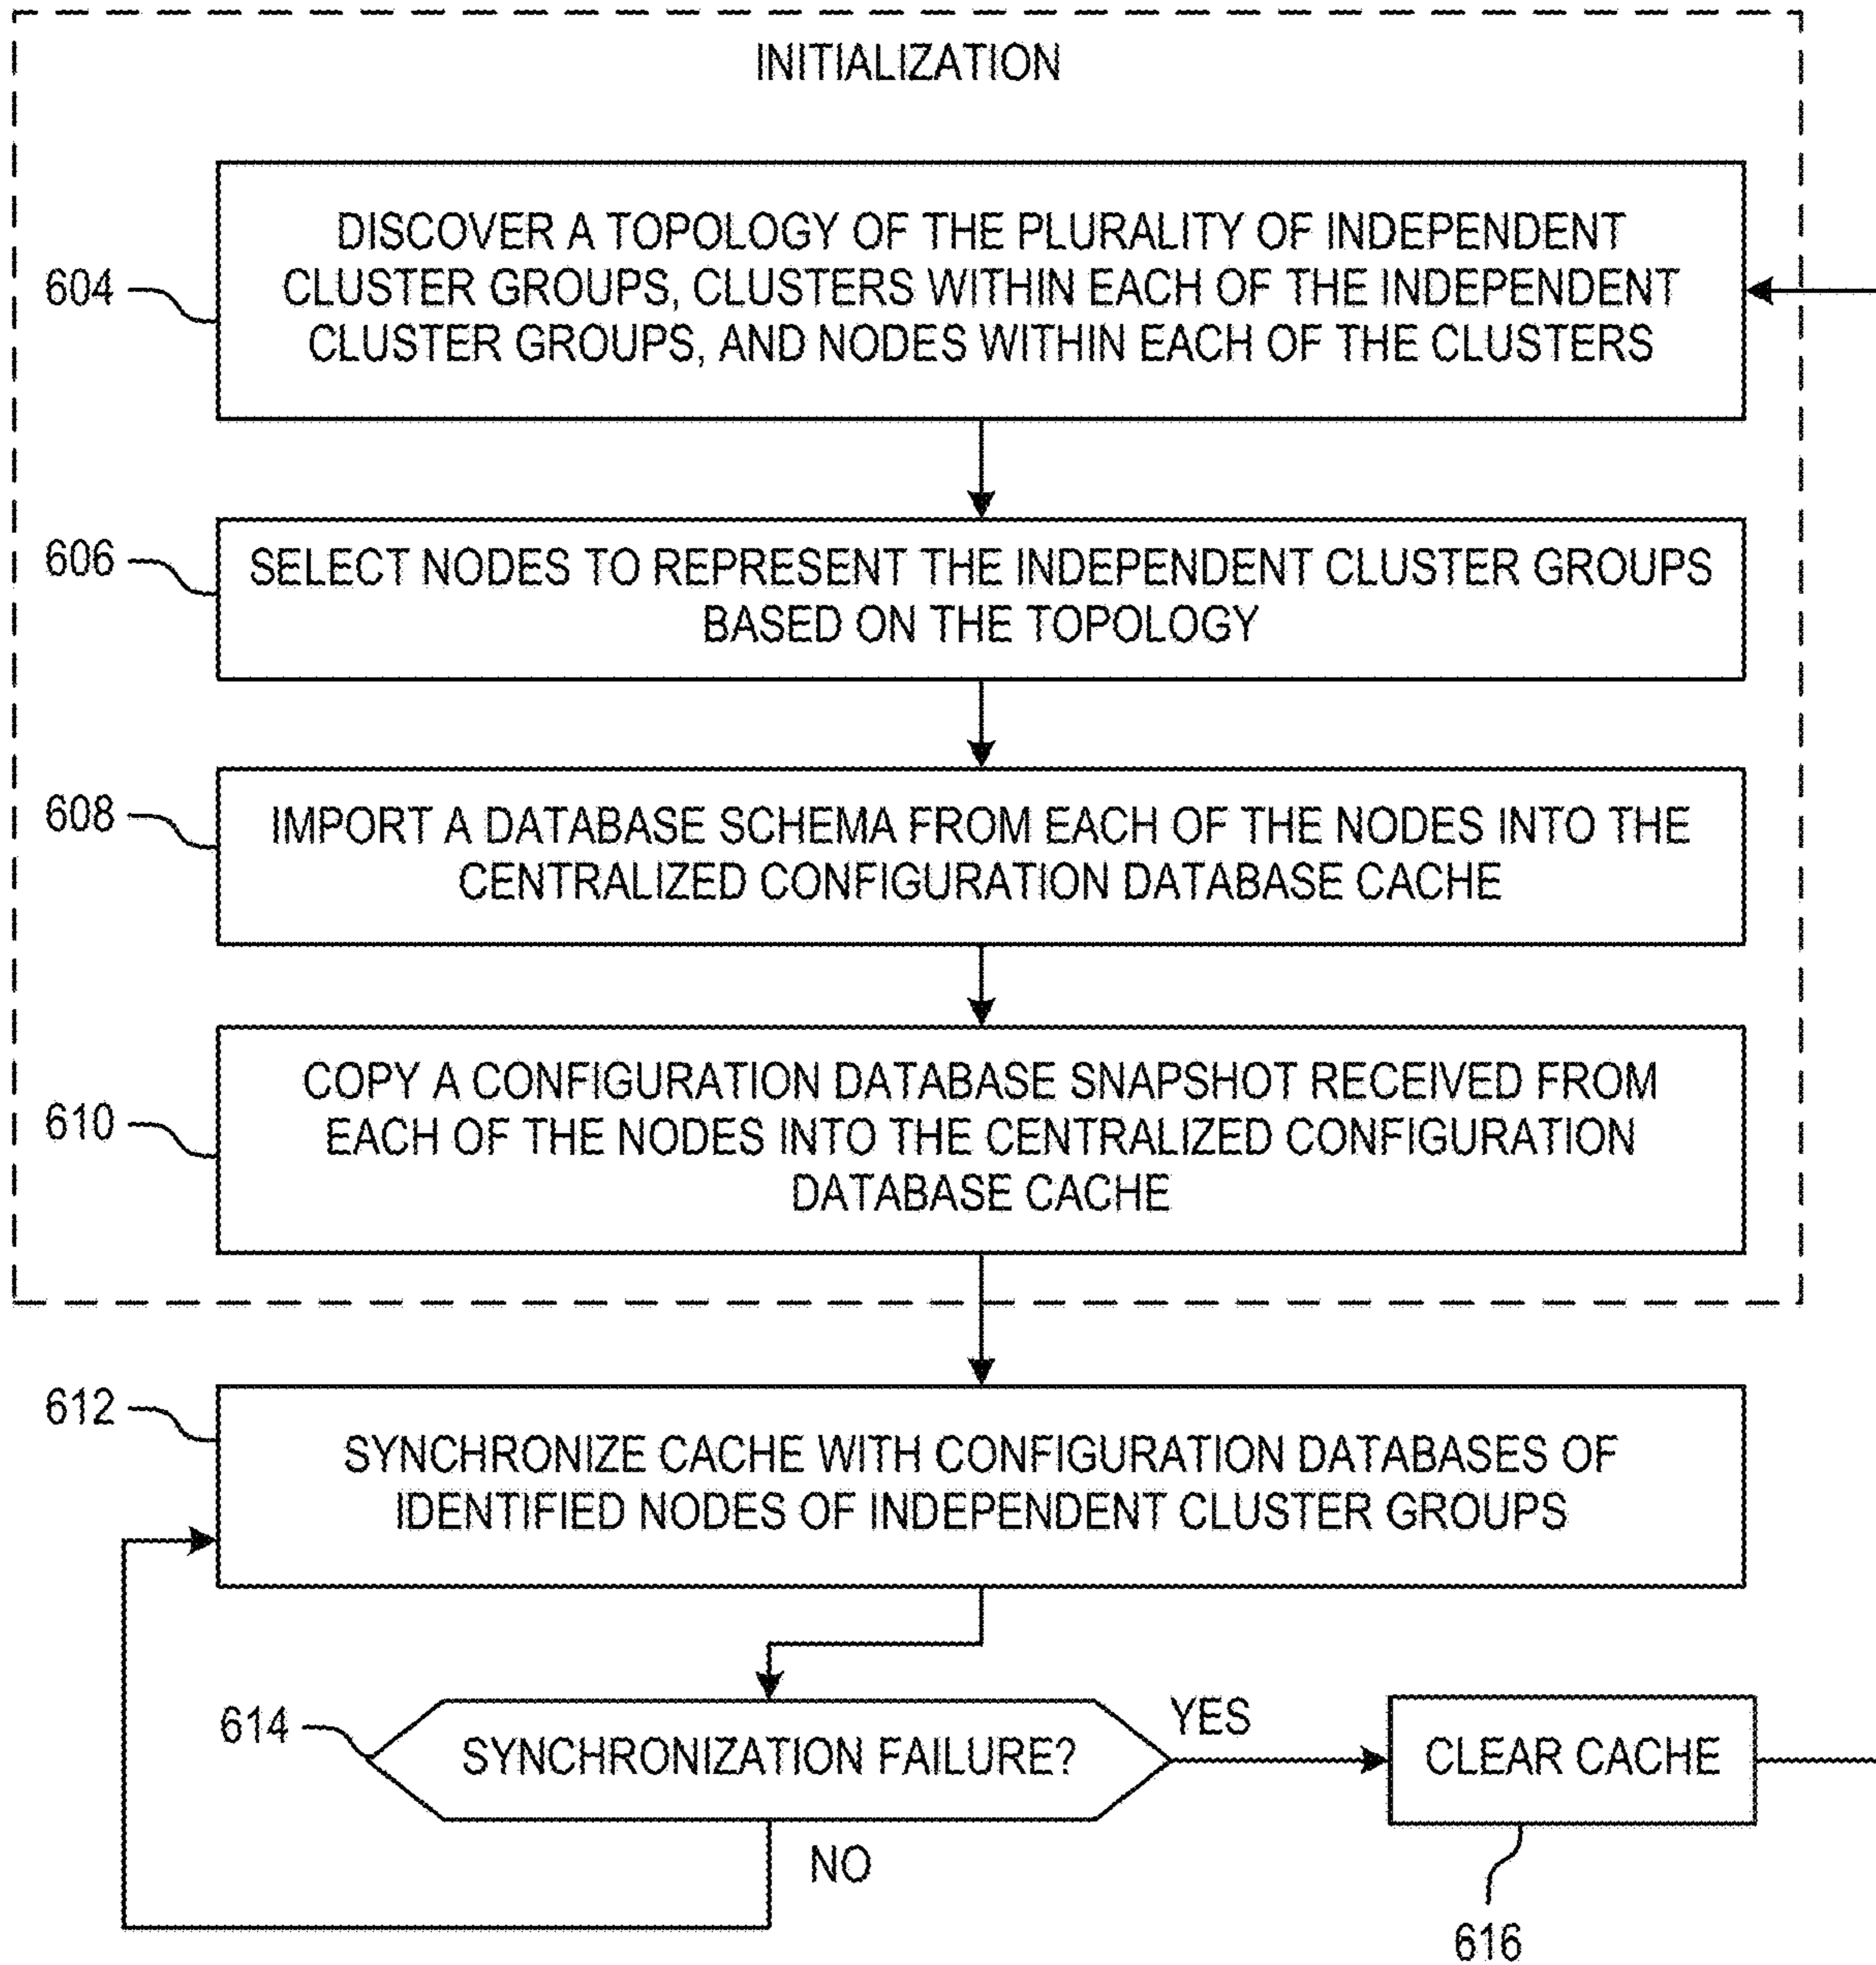 INITIALIZATION
604
DISCOVER A TOPOLOGY OF THE PLURALITY OF INDEPENDENT
CLUSTER GROUPS, CLUSTERS WITHIN EACH OF THE INDEPENDENT
CLUSTER GROUPS, AND NODES WITHIN EACH OF THE CLUSTERS
606
SELECT NODES TO REPRESENT THE INDEPENDENT CLUSTER GROUPS
BASED ON THE TOPOLOGY
608
IMPORT A DATABASE SCHEMA FROM EACH OF THE NODES INTO THE
CENTRALIZED CONFIGURATION DATABASE CACHE
610
COPY A CONFIGURATION DATABASE SNAPSHOT RECEIVED FROM
EACH OF THE NODES INTO THE CENTRALIZED CONFIGURATION
DATABASE CACHE
612
SYNCHRONIZE CACHE WITH CONFIGURATION DATABASES OF
IDENTIFIED NODES OF INDEPENDENT CLUSTER GROUPS
614
SYNCHRONIZATION FAILURE?
YES
CLEAR CACHE
NO
616